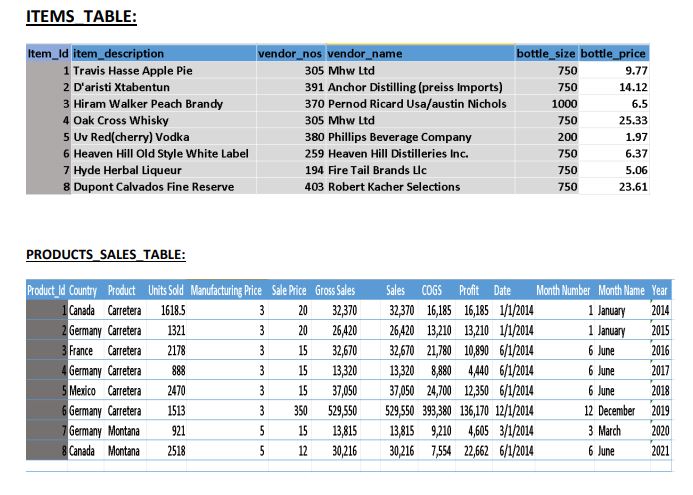 ITEMS_TABLE:
Item_Id item_description vendor_nos vendor_name bottle_size bottle_price
1 Travis Hasse Apple Pie 305 Mhw Ltd 750 9.77
2 D'aristi Xtabentun 391 Anchor Distilling (preiss Imports) 750 14.12
3 Hiram Walker Peach Brandy 370 Pernod Ricard Usa/austin Nichols 1000 6.5
4 Oak Cross Whisky 305 Mhw Ltd 750 25.33
5 Uv Red(cherry) Vodka 380 Phillips Beverage Company 200 1.97
6 Heaven Hill Old Style White Label 259 Heaven Hill Distilleries Inc. 750 6.37
7 Hyde Herbal Liqueur 194 Fire Tail Brands Llc 750 5.06
8 Dupont Calvados Fine Reserve 403 Robert Kacher Selections 750 23.61
PRODUCTS_SALES_TABLE:
Product_Id Country Product Units Sold Manufacturing Price Sale Price Gross Sales Sales COGS Profit Date Month Number Month Name Year
1 Canada Carretera 1618.5 3 20 32,370 32,370 16,185 16,185 1/1/2014 1 January 2014
2 Germany Carretera 1321 3 20 26,420 26,420 13,210 13,210 1/1/2014 1 January 2015
3 France Carretera 2178 3 15 32,670 32,670 21,780 10,890 6/1/2014 6 June 2016
4 Germany Carretera 888 3 15 13,320 13,320 8,880 4,440 6/1/2014 6 June 2017
5 Mexico Carretera 2470 3 15 37,050 37,050 24,700 12,350 6/1/2014 6 June 2018
6 Germany Carretera 1513 3 350 529,550 529,550 393,380 136,170 12/1/2014 12 December 2019
7 Germany Montana 921 5 15 13,815 13,815 9,210 4,605 3/1/2014 3 March 2020
8 Canada Montana 2518 5 12 30,216 30,216 7,554 22,662 6/1/2014 6 June 2021